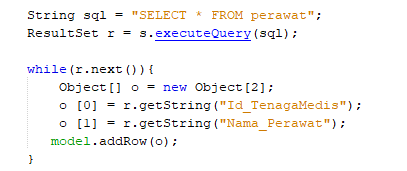 String sql = "SELECT * FROM perawat";
ResultSet r = s.executeQuery(sql);
while(r.next()){
Object[] o = new Object[2];
o [0] = r.getString("Id_TenagaMedis");
o [1] = r.getString("Nama_Perawat");
model.addRow(o);
}